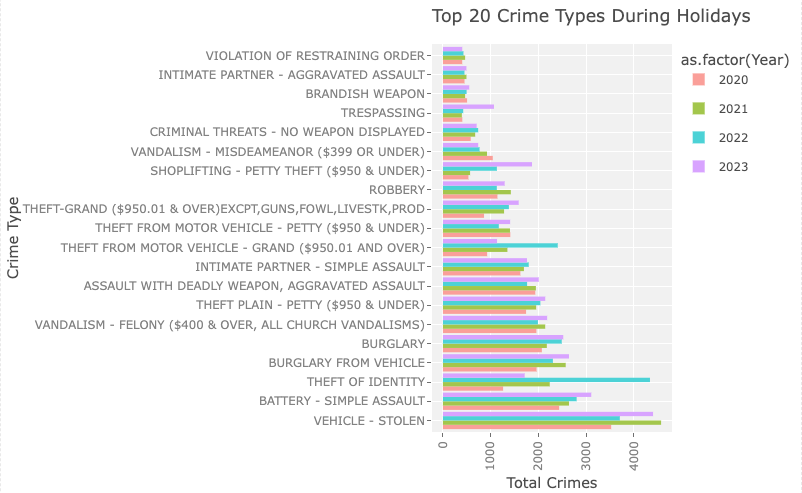 Top 20 Crime Types During Holidays
as.factor(Year)
2020
2021
2022
2023
Crime Type
VIOLATION OF RESTRAINING ORDER
INTIMATE PARTNER - AGGRAVATED ASSAULT
BRANDISH WEAPON
TRESPASSING
CRIMINAL THREATS - NO WEAPON DISPLAYED
VANDALISM - MISDEAMEANOR ($399 OR UNDER)
SHOPLIFTING - PETTY THEFT ($950 & UNDER)
ROBBERY
THEFT-GRAND ($950.01 & OVER)EXCPT,GUNS,FOWL,LIVESTK,PROD
THEFT FROM MOTOR VEHICLE - PETTY ($950 & UNDER)
THEFT FROM MOTOR VEHICLE - GRAND ($950.01 AND OVER)
INTIMATE PARTNER - SIMPLE ASSAULT
ASSAULT WITH DEADLY WEAPON, AGGRAVATED ASSAULT
THEFT PLAIN - PETTY ($950 & UNDER)
VANDALISM - FELONY ($400 & OVER, ALL CHURCH VANDALISMS)
BURGLARY
BURGLARY FROM VEHICLE
THEFT OF IDENTITY
BATTERY - SIMPLE ASSAULT
VEHICLE - STOLEN
0
1000
2000
3000
4000
Total Crimes